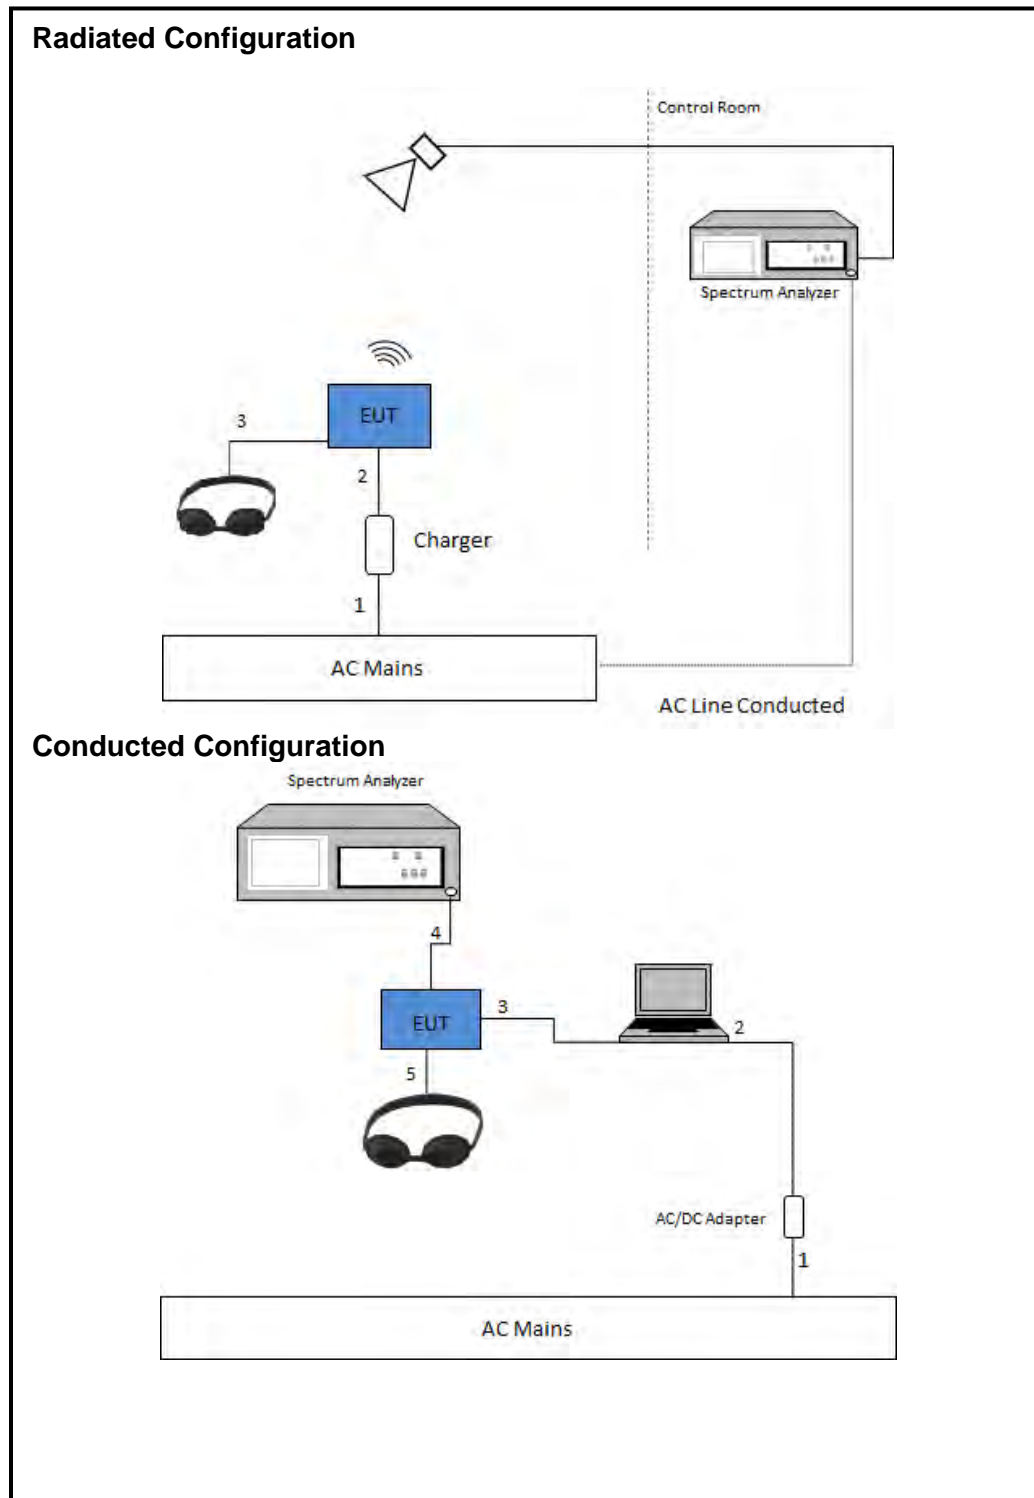 Radiated Configuration
Control Room
Spectrum Analyzer
EUT
3
2
Charger
1
AC Mains
AC Line Conducted
Conducted Configuration
Spectrum Analyzer
4
EUT
3
2
5
AC/DC Adapter
1
AC Mains